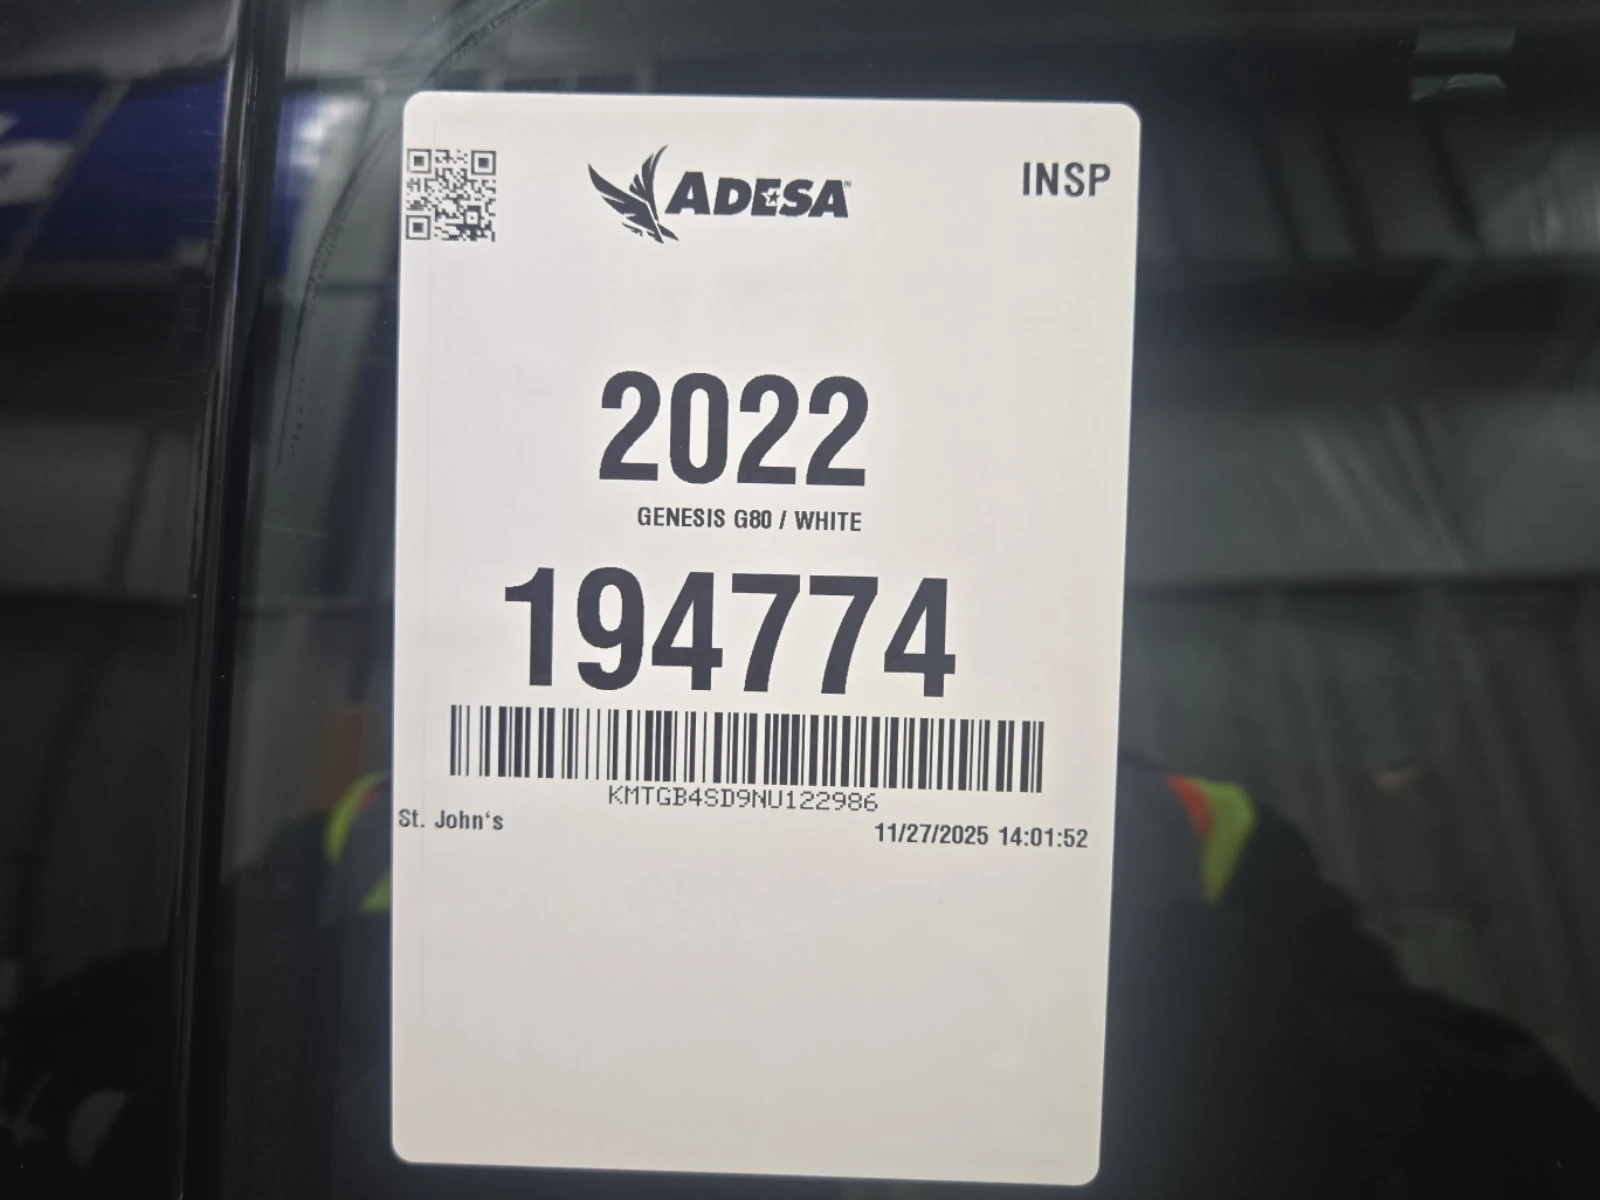 ADESA
INSP
2022
GENESIS G80 / WHITE
194774
KMTGB4SD9NU122986
St. John's
11/27/2025 14:01:52